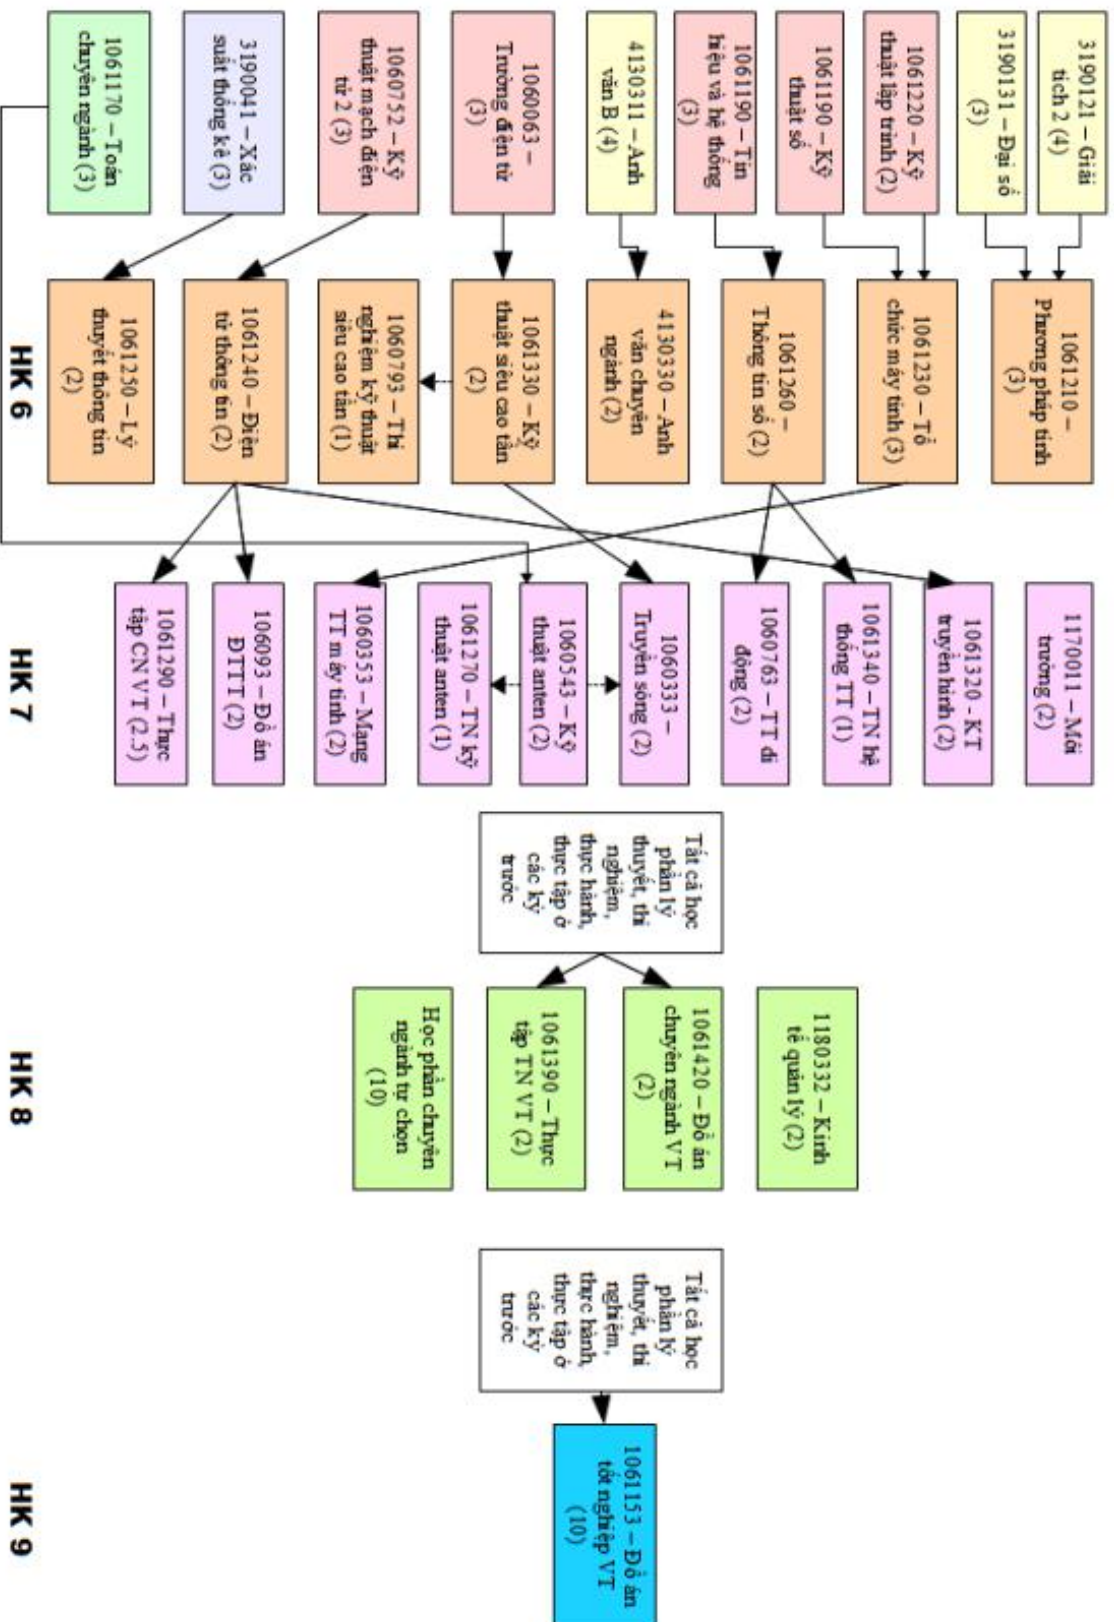 3190121 – Giải
tích 2 (4)
3190131 – Đại số
(3)
1061220 – Kỹ
thuật lập trình (2)
1061190 – Kỹ
thuật số
1061190 – Tín
hiệu và hệ thống
(3)
4130311 – Anh
văn B (4)
1060063 –
Trường điện từ
(3)
1060752 – Kỹ
thuật mạch điện
tử 2 (3)
3190041 – Xác
suất thống kê (3)
1061170 – Toán
chuyên ngành (3)
1061210 –
Phương pháp tính
(3)
1061230 – Tổ
chức máy tính (3)
1061260 –
Thông tin số (2)
4130330 – Anh
văn chuyên
ngành (2)
1061330 – Kỹ
thuật siêu cao tần
(2)
1060793 – Thí
nghiệm kỹ thuật
siêu cao tần (1)
1061240 – Điện
tử thông tin (2)
1061250 – Lý
thuyết thông tin
(2)
HK 6
1170011 – Môi
trường (2)
1061320 - KT
truyền hình (2)
1061340 – TN hệ
thống TT (1)
1060763 – TT di
động (2)
1060333 –
Truyền sóng (2)
1060543 – Kỹ
thuật anten (2)
1061270 – TN kỹ
thuật anten (1)
1060353 – Mạng
TT máy tính (2)
106093 – Đồ án
ĐTTT (2)
1061290 – Thực
tập CN VT (2.5)
HK 7
Tất cả học
phần lý
thuyết, thí
nghiệm,
thực hành,
thực tập ở
các kỳ
trước
1180332 – Kinh
tế quản lý (2)
1061420 – Đồ án
chuyên ngành VT
(2)
1061390 – Thực
tập TN VT (2)
Học phần chuyên
ngành tự chọn
(10)
HK 8
Tất cả học
phần lý
thuyết, thí
nghiệm,
thực hành,
thực tập ở
các kỳ
trước
1061153 – Đồ án
tốt nghiệp VT
(10)
HK 9